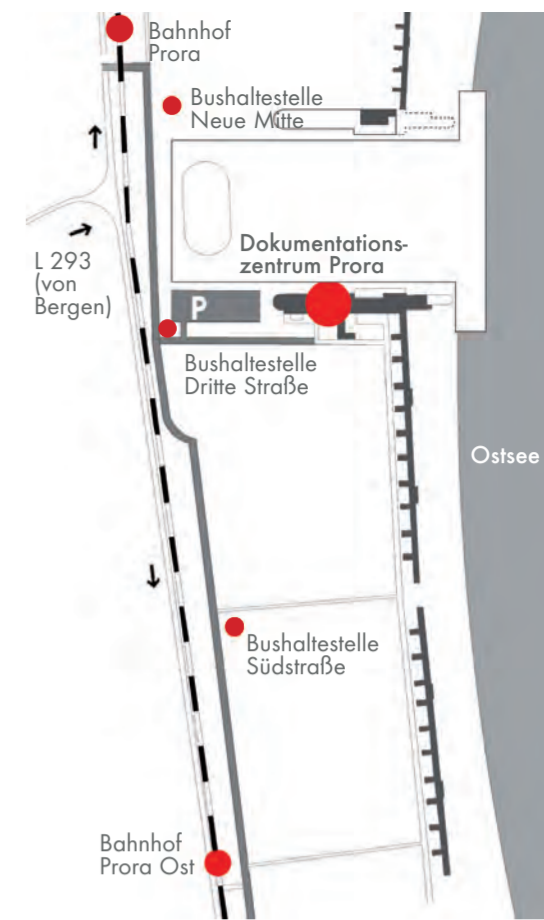 Bahnhof
Prora
Bushaltestelle
Neue Mitte
Dokumentations-
zentrum Prora
L 293
(von
Bergen)
P
Bushaltestelle
Dritte Straße
Ostsee
Bushaltestelle
Südstraße
Bahnhof
Prora Ost